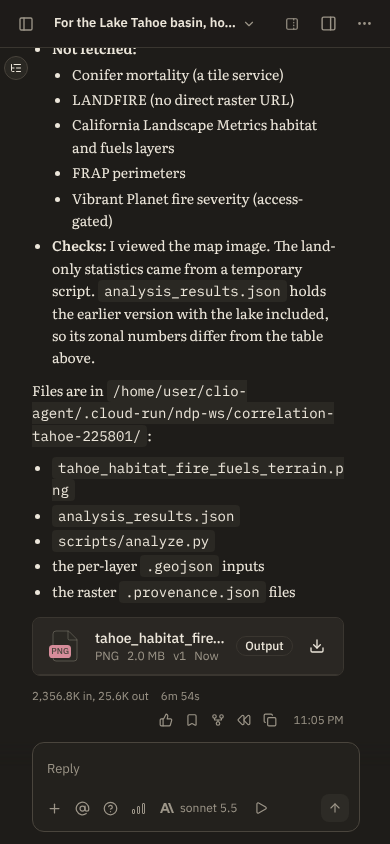 For the Lake Tahoe basin, ho...
Not fetched:
Conifer mortality (a tile service)
LANDFIRE (no direct raster URL)
California Landscape Metrics habitat
and fuels layers
FRAP perimeters
Vibrant Planet fire severity (access-
gated)
Checks: I viewed the map image. The land-
only statistics came from a temporary
script. analysis_results.json holds
the earlier version with the lake included,
so its zonal numbers differ from the table
above.
Files are in /home/user/clio-
agent/.cloud-run/ndp-ws/correlation-
tahoe-225801/ :
tahoe_habitat_fire_fuels_terrain.p
ng
analysis_results.json
scripts/analyze.py
the per-layer .geojson inputs
the raster .provenance.json files
PNG
tahoe_habitat_fire...
PNG 2.0 MB v1 Now
Output
2,356.8K in, 25.6K out 6m 54s
11:05 PM
Reply
sonnet 5.5